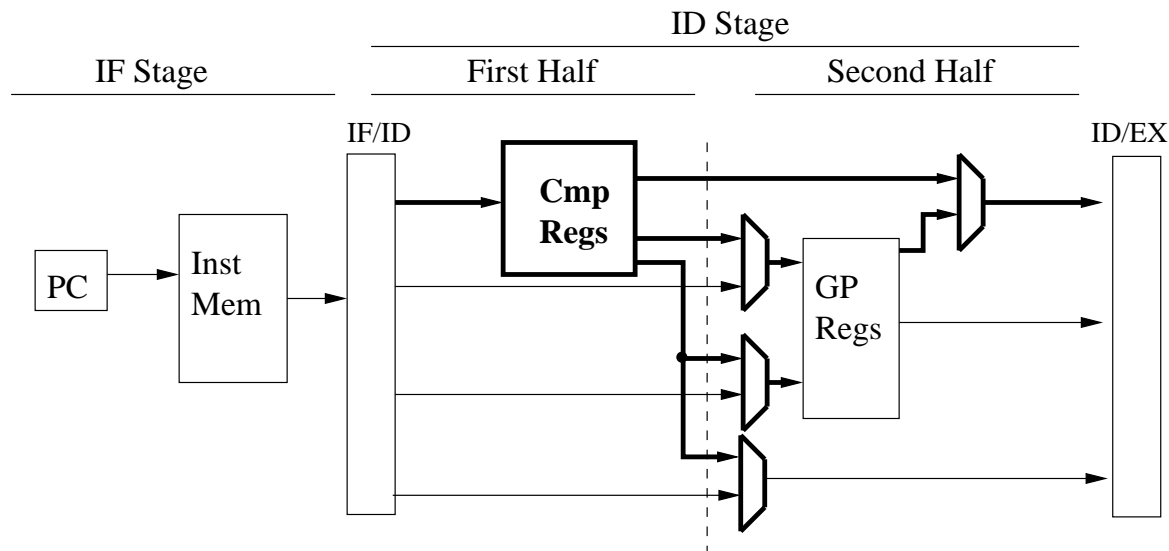 ID Stage
IF Stage
First Half
Second Half
IF/ID
ID/EX
Cmp
Regs
PC
Inst
Mem
GP
Regs